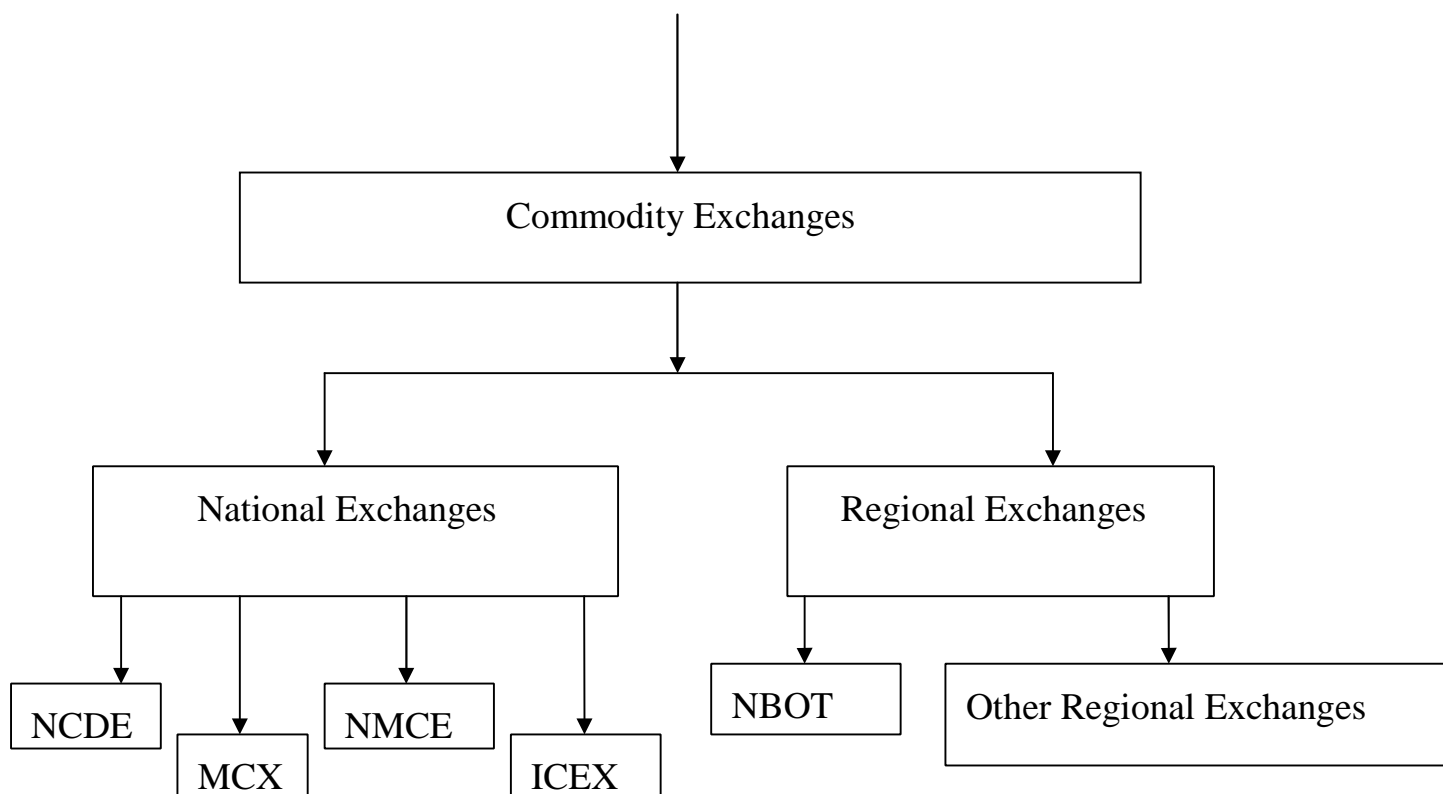 Commodity Exchanges
National Exchanges
Regional Exchanges
NCDE
MCX
NMCE
ICEX
NBOT
Other Regional Exchanges